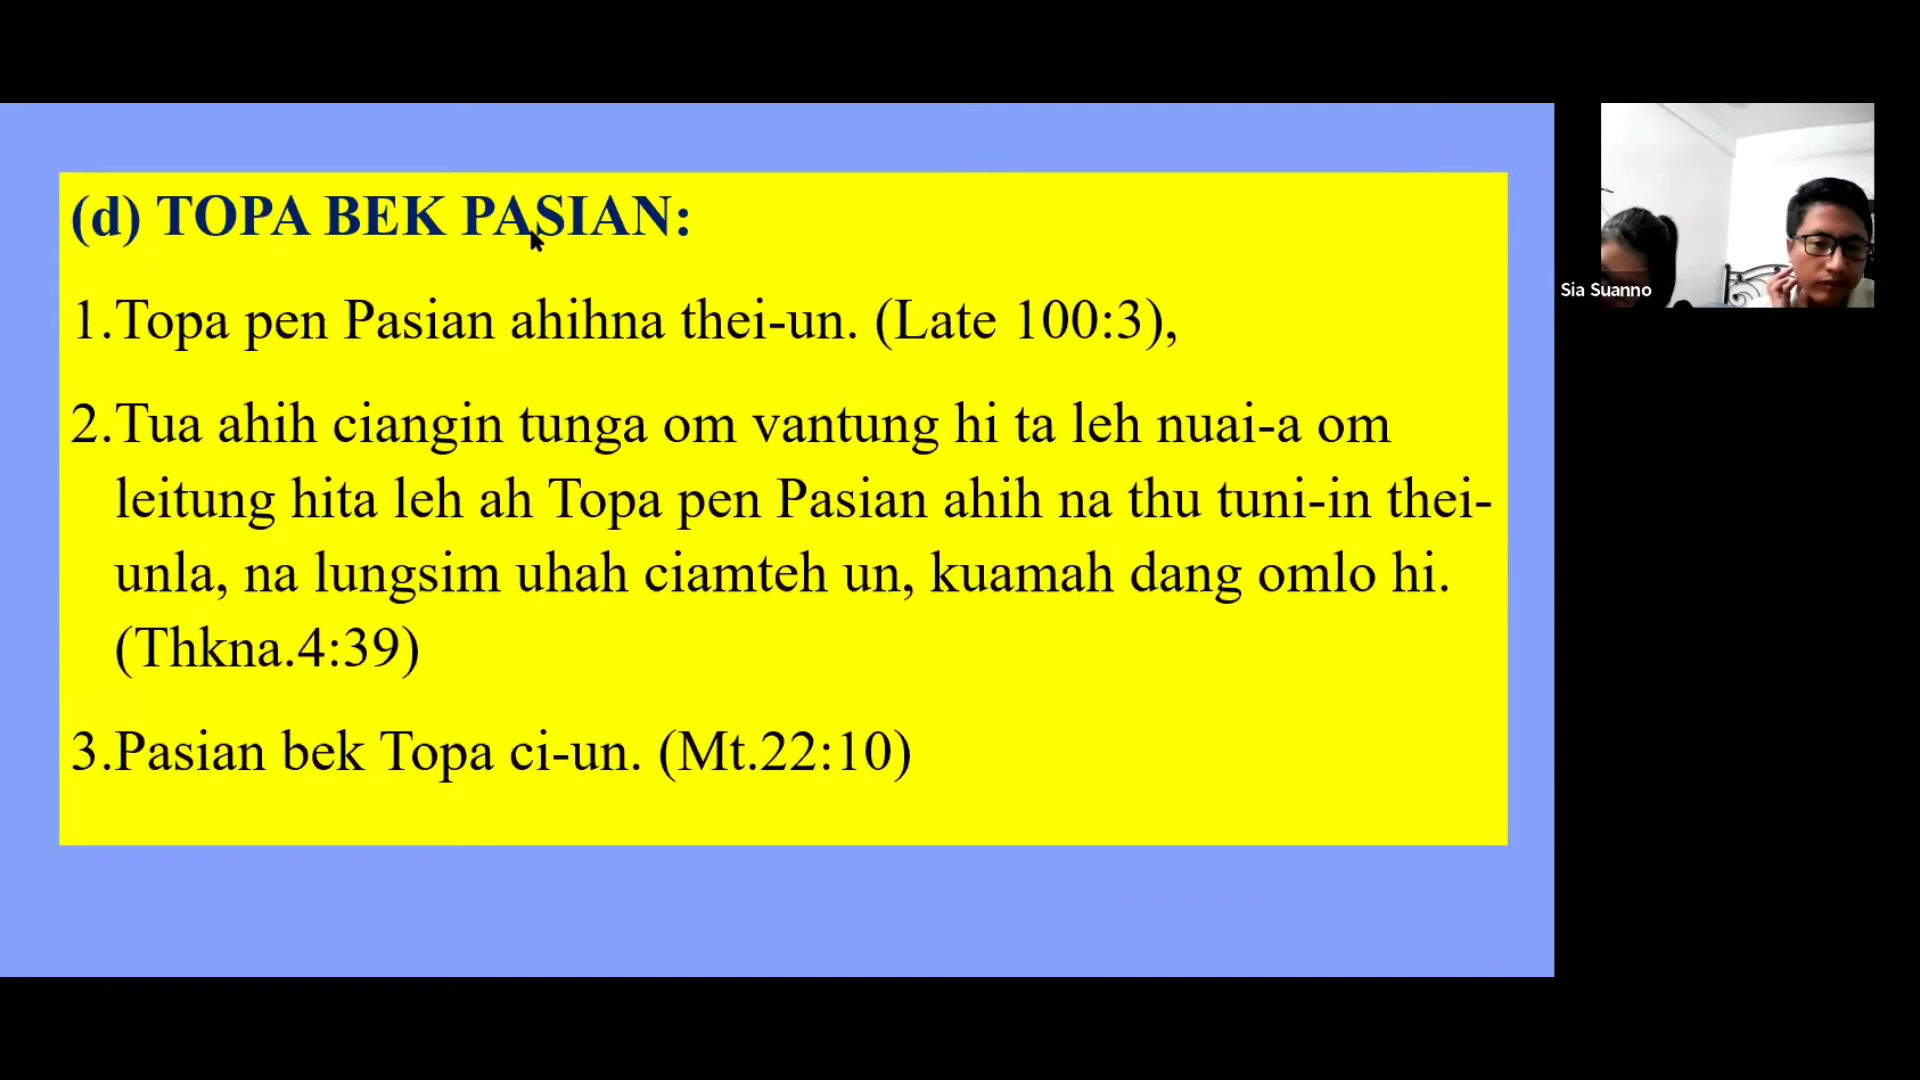 (d) TOPA BEK PASIAN:
1.Topa pen Pasian ahihna thei-un. (Late 100:3),
2.Tua ahih ciangin tunga om vantung hi ta leh nuai-a om
leitung hita leh ah Topa pen Pasian ahih na thu tuni-in thei-
unla, na lungsim uhah ciamteh un, kuamah dang omlo hi.
(Thkna.4:39)
3.Pasian bek Topa ci-un. (Mt.22:10)
Sia Suanno